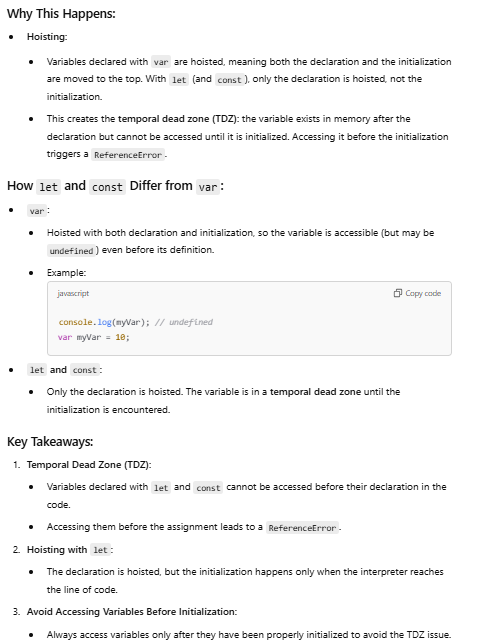 Why This Happens:
• Hoisting:
• Variables declared with var are hoisted, meaning both the declaration and the initialization
are moved to the top. With let (and const ), only the declaration is hoisted, not the
initialization.
• This creates the temporal dead zone (TDZ): the variable exists in memory after the
declaration but cannot be accessed until it is initialized. Accessing it before the initialization
triggers a ReferenceError .
How let and const Differ from var :
• var :
• Hoisted with both declaration and initialization, so the variable is accessible (but may be
undefined ) even before its definition.
• Example:
javascript Copy code
console.log(myVar); // undefined
var myVar = 10;
• let and const :
• Only the declaration is hoisted. The variable is in a temporal dead zone until the
initialization is encountered.
Key Takeaways:
1. Temporal Dead Zone (TDZ):
• Variables declared with let and const cannot be accessed before their declaration in the
code.
• Accessing them before the assignment leads to a ReferenceError .
2. Hoisting with let :
• The declaration is hoisted, but the initialization happens only when the interpreter reaches
the line of code.
3. Avoid Accessing Variables Before Initialization:
• Always access variables only after they have been properly initialized to avoid the TDZ issue.